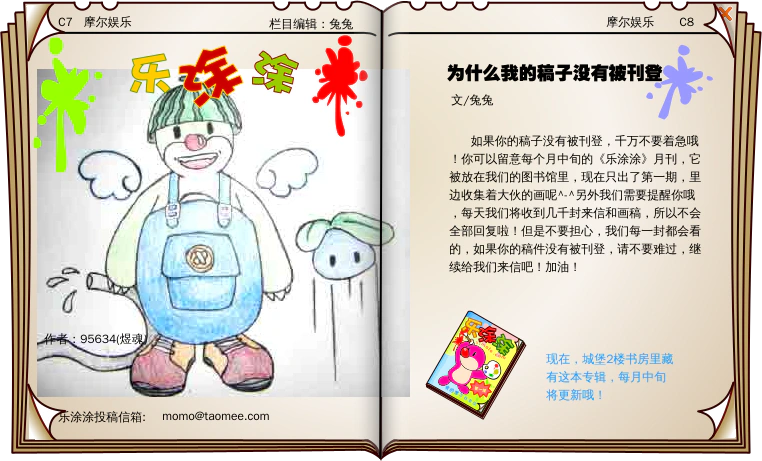 C7 摩尔娱乐
栏目编辑：兔兔
乐涂涂
作者：95634(煜魂)
乐涂涂投稿信箱: momo@taomee.com
摩尔娱乐 C8
为什么我的稿子没有被刊登
文/兔兔
如果你的稿子没有被刊登，千万不要着急哦
！你可以留意每个月中旬的《乐涂涂》月刊，它
被放在我们的图书馆里，现在只出了第一期，里
边收集着大伙的画呢^-^另外我们需要提醒你哦
，每天我们将收到几千封来信和画稿，所以不会
全部回复啦！但是不要担心，我们每一封都会看
的，如果你的稿件没有被刊登，请不要难过，继
续给我们来信吧！加油！
乐涂涂
现在，城堡2楼书房里藏
有这本专辑，每月中旬
将更新哦！